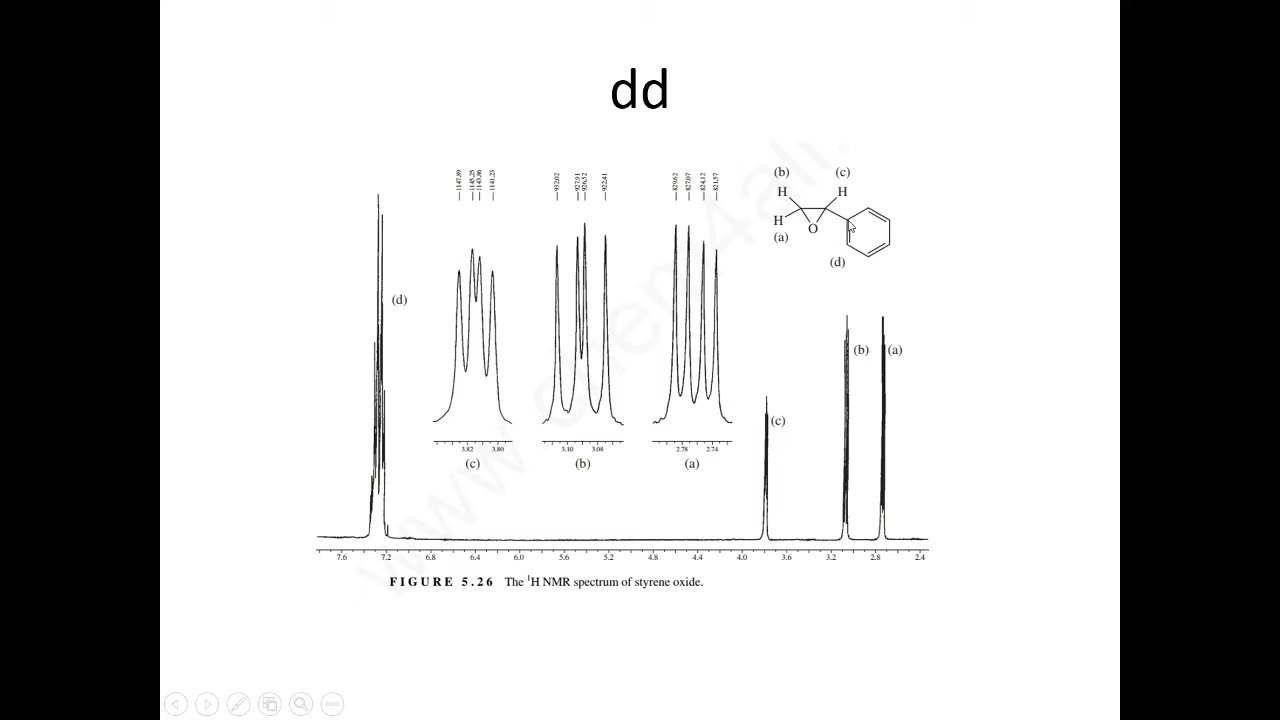 dd
1147.89 1145.25 1143.86 1141.23 932.02 927.91 926.52 922.41 829.62 827.07 824.12 821.57
(b) (c)
H H
H
O
(a)
(d)
(d)
(b) (a)
(c)
3.82 3.80 3.10 3.08 2.78 2.74
(c) (b) (a)
7.6 7.2 6.8 6.4 6.0 5.6 5.2 4.8 4.4 4.0 3.6 3.2 2.8 2.4
FIGURE 5.26 The ¹H NMR spectrum of styrene oxide.